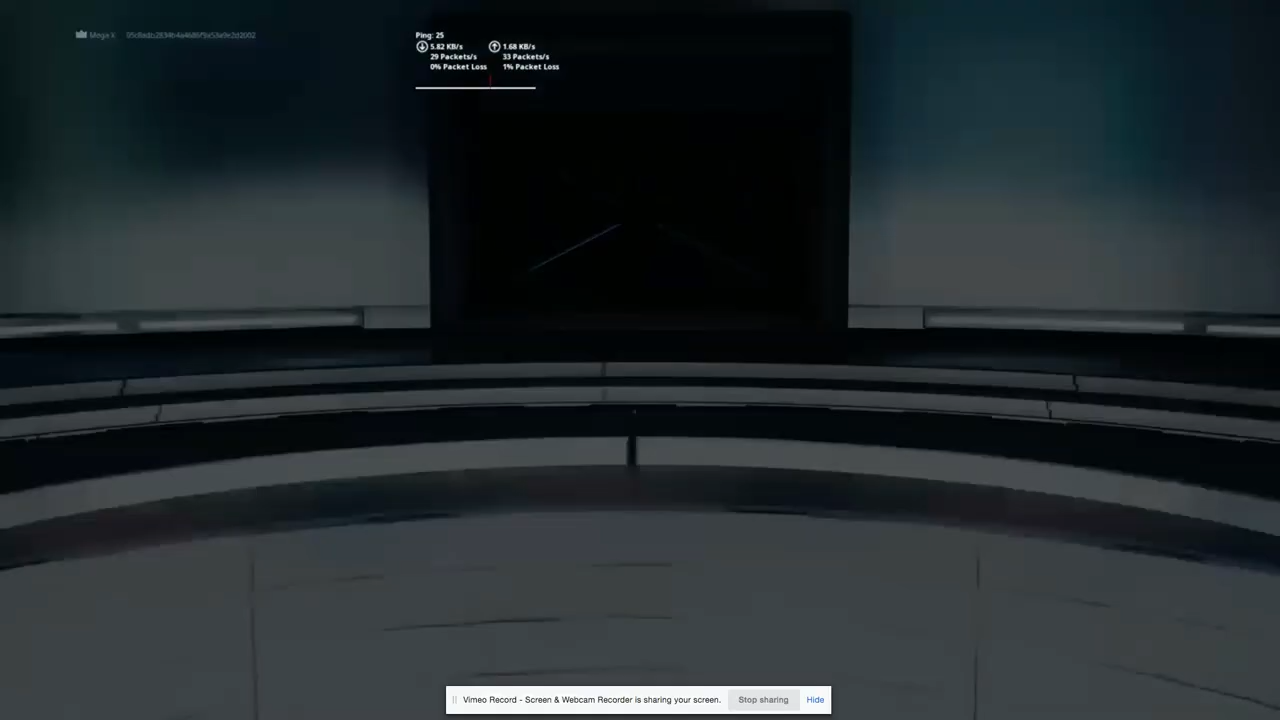 Mega X
Ping: 25
5.82 KB/s 1.68 KB/s
29 Packets/s 33 Packets/s
0% Packet Loss 1% Packet Loss
Vimeo Record - Screen & Webcam Recorder is sharing your screen. Stop sharing Hide